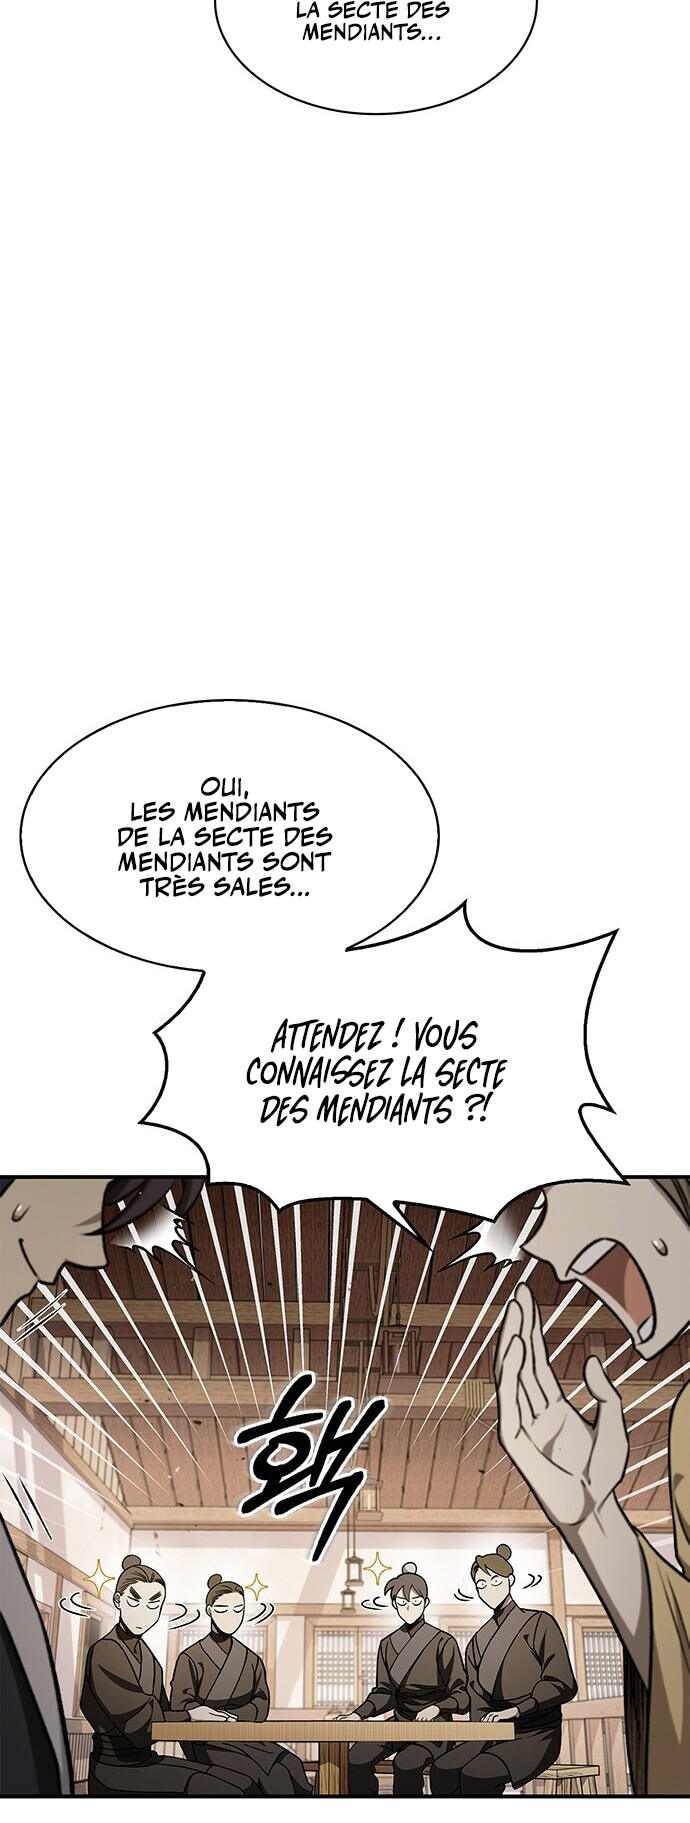 LA SECTE DES
MENDIANTS...
OUI,
LES MENDIANTS
DE LA SECTE DES
MENDIANTS SONT
TRÈS SALES...
ATTENDEZ ! VOUS
CONNAISSEZ LA SECTE
DES MENDIANTS ?!
홱